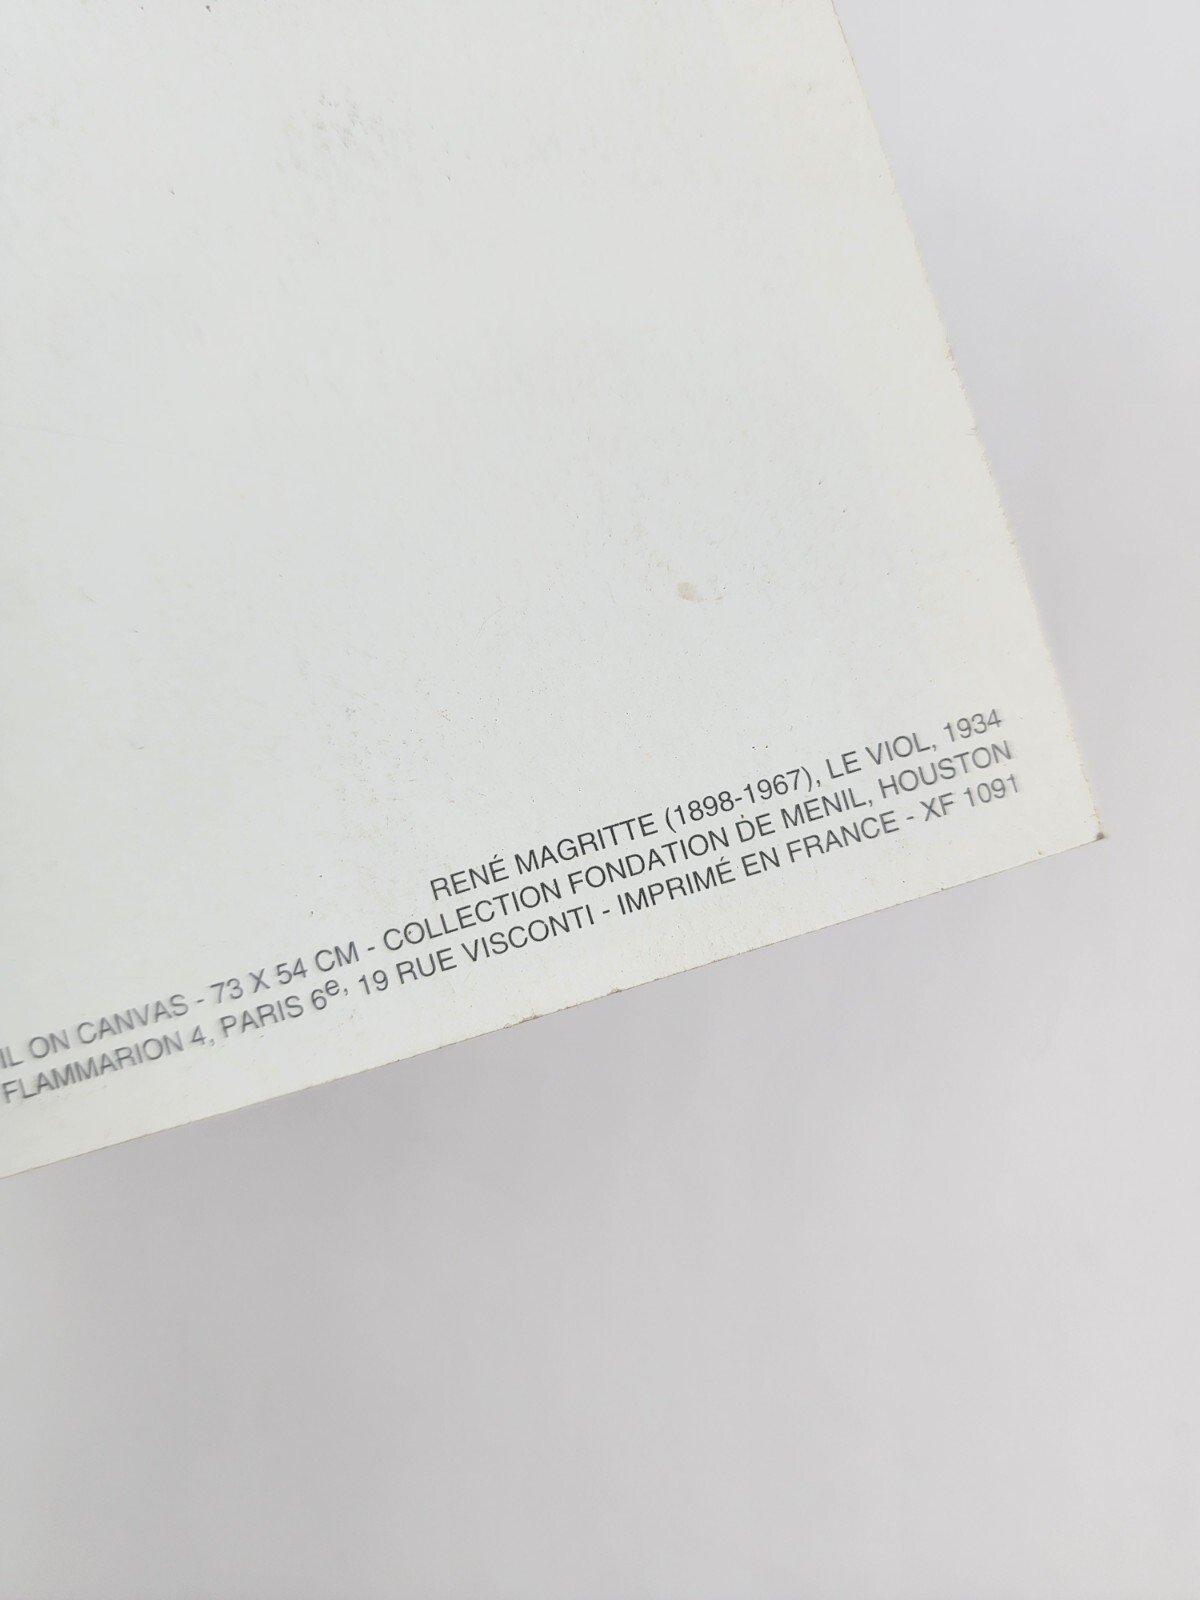 RENÉ MAGRITTE (1898-1967), LE VIOL, 1934
IL ON CANVAS - 73 X 54 CM - COLLECTION FONDATION DE MENIL, HOUSTON
FLAMMARION 4, PARIS 6e, 19 RUE VISCONTI - IMPRIMÉ EN FRANCE - XF 1091